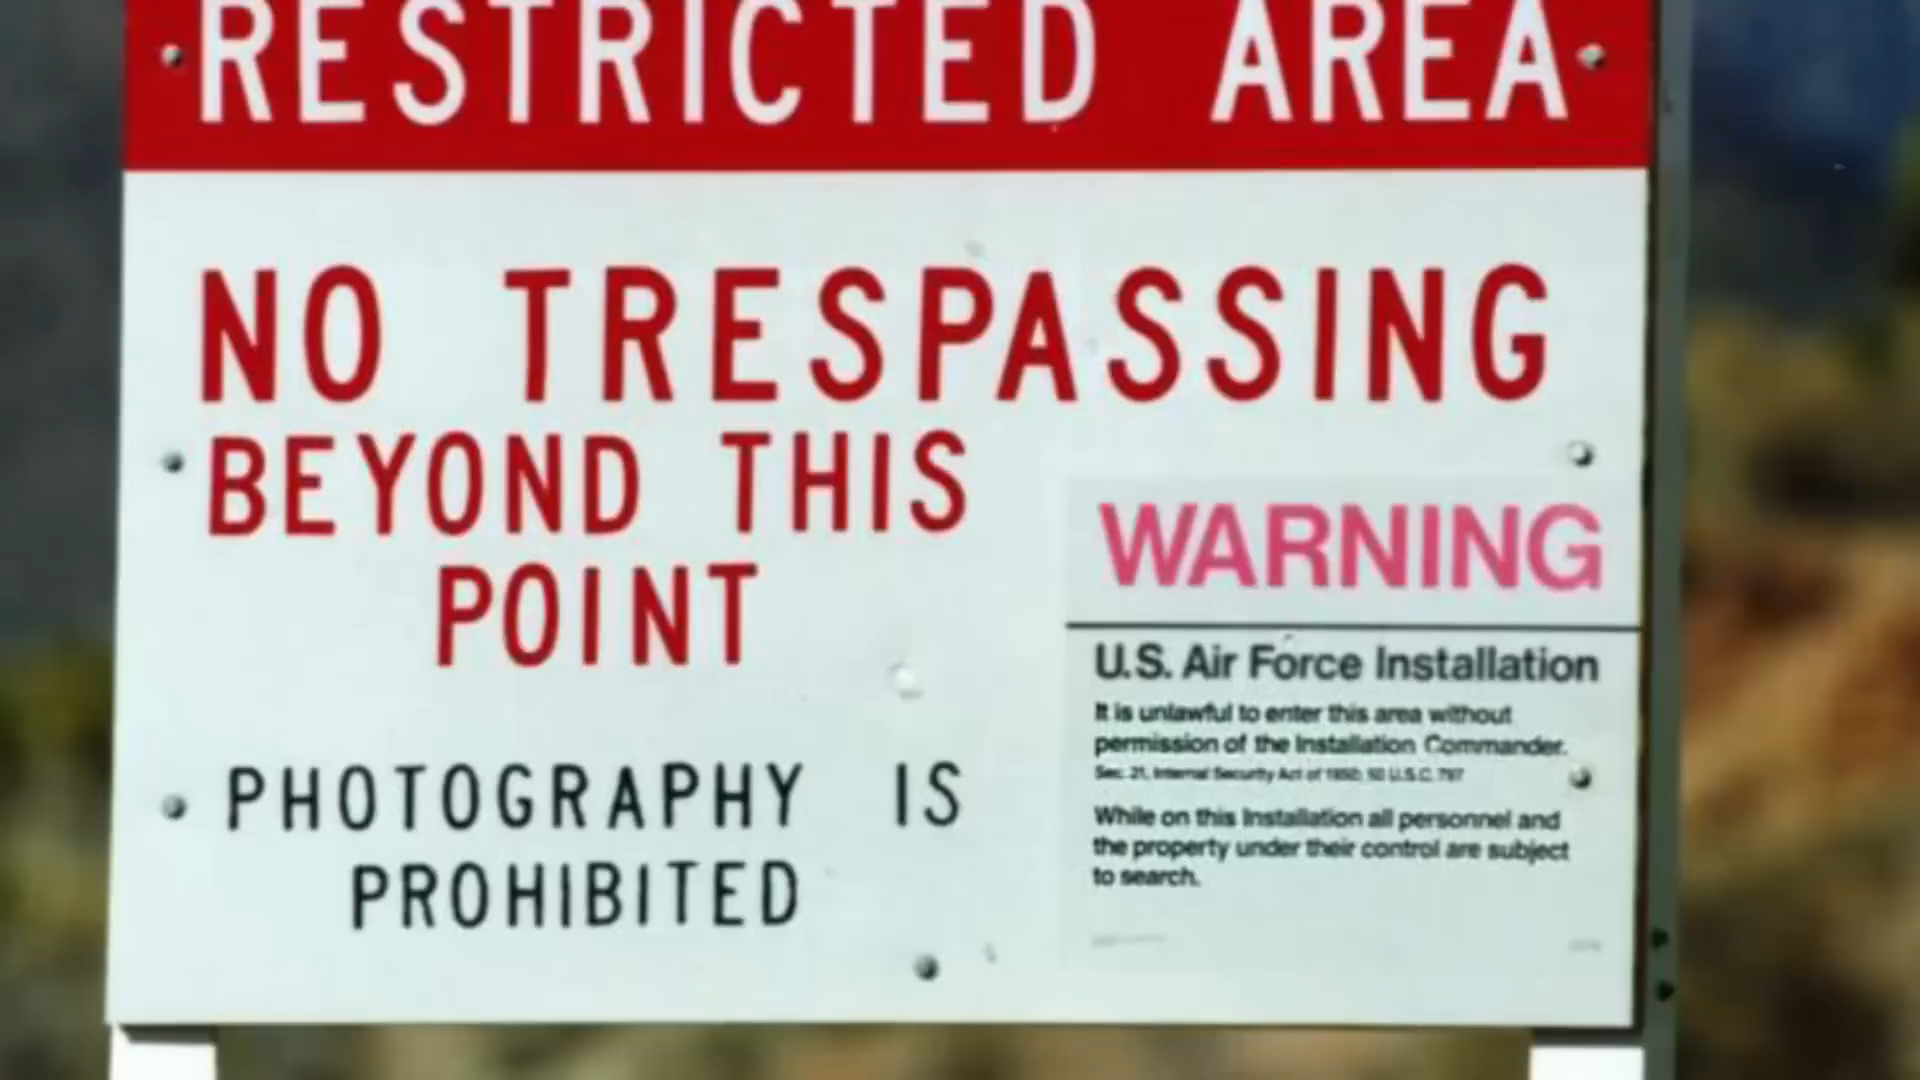 RESTRICTED AREA
NO TRESPASSING
BEYOND THIS
POINT
PHOTOGRAPHY IS
PROHIBITED
WARNING
U.S. Air Force Installation
It is unlawful to enter this area without
permission of the Installation Commander.
Sec. 21, Internal Security Act of 1950; 50 U.S.C. 797
While on this Installation all personnel and
the property under their control are subject
to search.